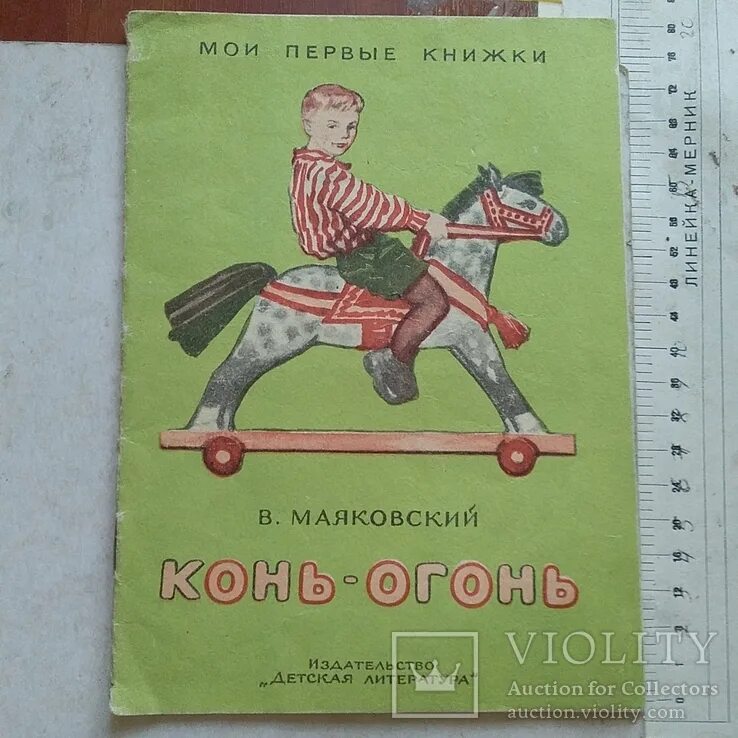 МОИ ПЕРВЫЕ КНИЖКИ
В. МАЯКОВСКИЙ
КОНЬ-ОГОНЬ
ИЗДАТЕЛЬСТВО
„ДЕТСКАЯ ЛИТЕРАТУРА"
ЛИНЕЙКА-МЕРНИК
VIOLITY
Auction for Collectors
auction.violity.com